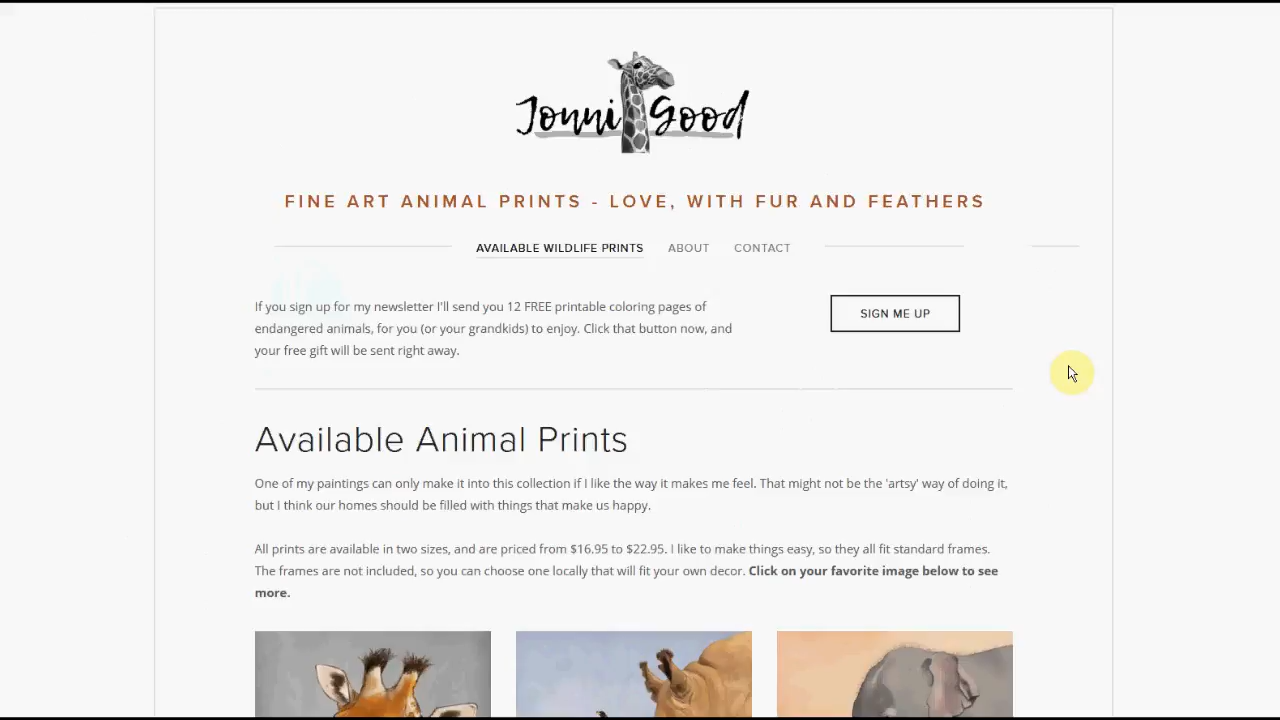 Jonni Good
FINE ART ANIMAL PRINTS - LOVE, WITH FUR AND FEATHERS
AVAILABLE WILDLIFE PRINTS ABOUT CONTACT
If you sign up for my newsletter I'll send you 12 FREE printable coloring pages of
endangered animals, for you (or your grandkids) to enjoy. Click that button now, and
your free gift will be sent right away.
SIGN ME UP
Available Animal Prints
One of my paintings can only make it into this collection if I like the way it makes me feel. That might not be the 'artsy' way of doing it,
but I think our homes should be filled with things that make us happy.
All prints are available in two sizes, and are priced from $16.95 to $22.95. I like to make things easy, so they all fit standard frames.
The frames are not included, so you can choose one locally that will fit your own decor. Click on your favorite image below to see
more.